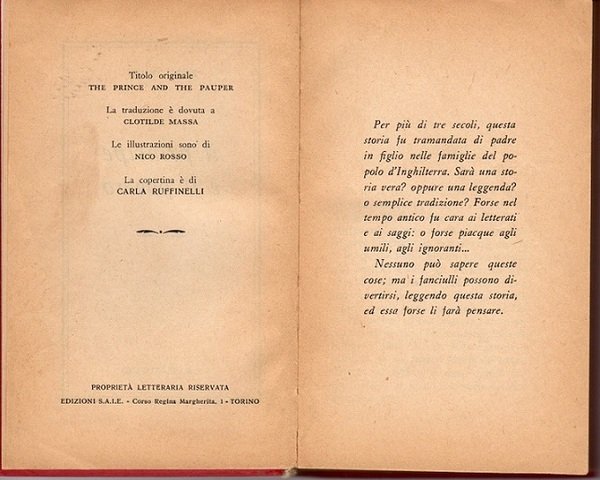 Titolo originale
THE PRINCE AND THE PAUPER
La traduzione è dovuta a
CLOTILDE MASSA
Le illustrazioni sono di
NICO ROSSO
La copertina è di
CARLA RUFFINELLI
PROPRIETÀ LETTERARIA RISERVATA
EDIZIONI S.A.I.E. - Corso Regina Margherita, 1 - TORINO
Per più di tre secoli, questa
storia fu tramandata di padre
in figlio nelle famiglie del po-
polo d'Inghilterra. Sarà una sto-
ria vera? oppure una leggenda?
o semplice tradizione? Forse nel
tempo antico fu cara ai letterati
e ai saggi: o forse piacque agli
umili, agli ignoranti...
Nessuno può sapere queste
cose; ma i fanciulli possono di-
vertirsi, leggendo questa storia,
ed essa forse li farà pensare.